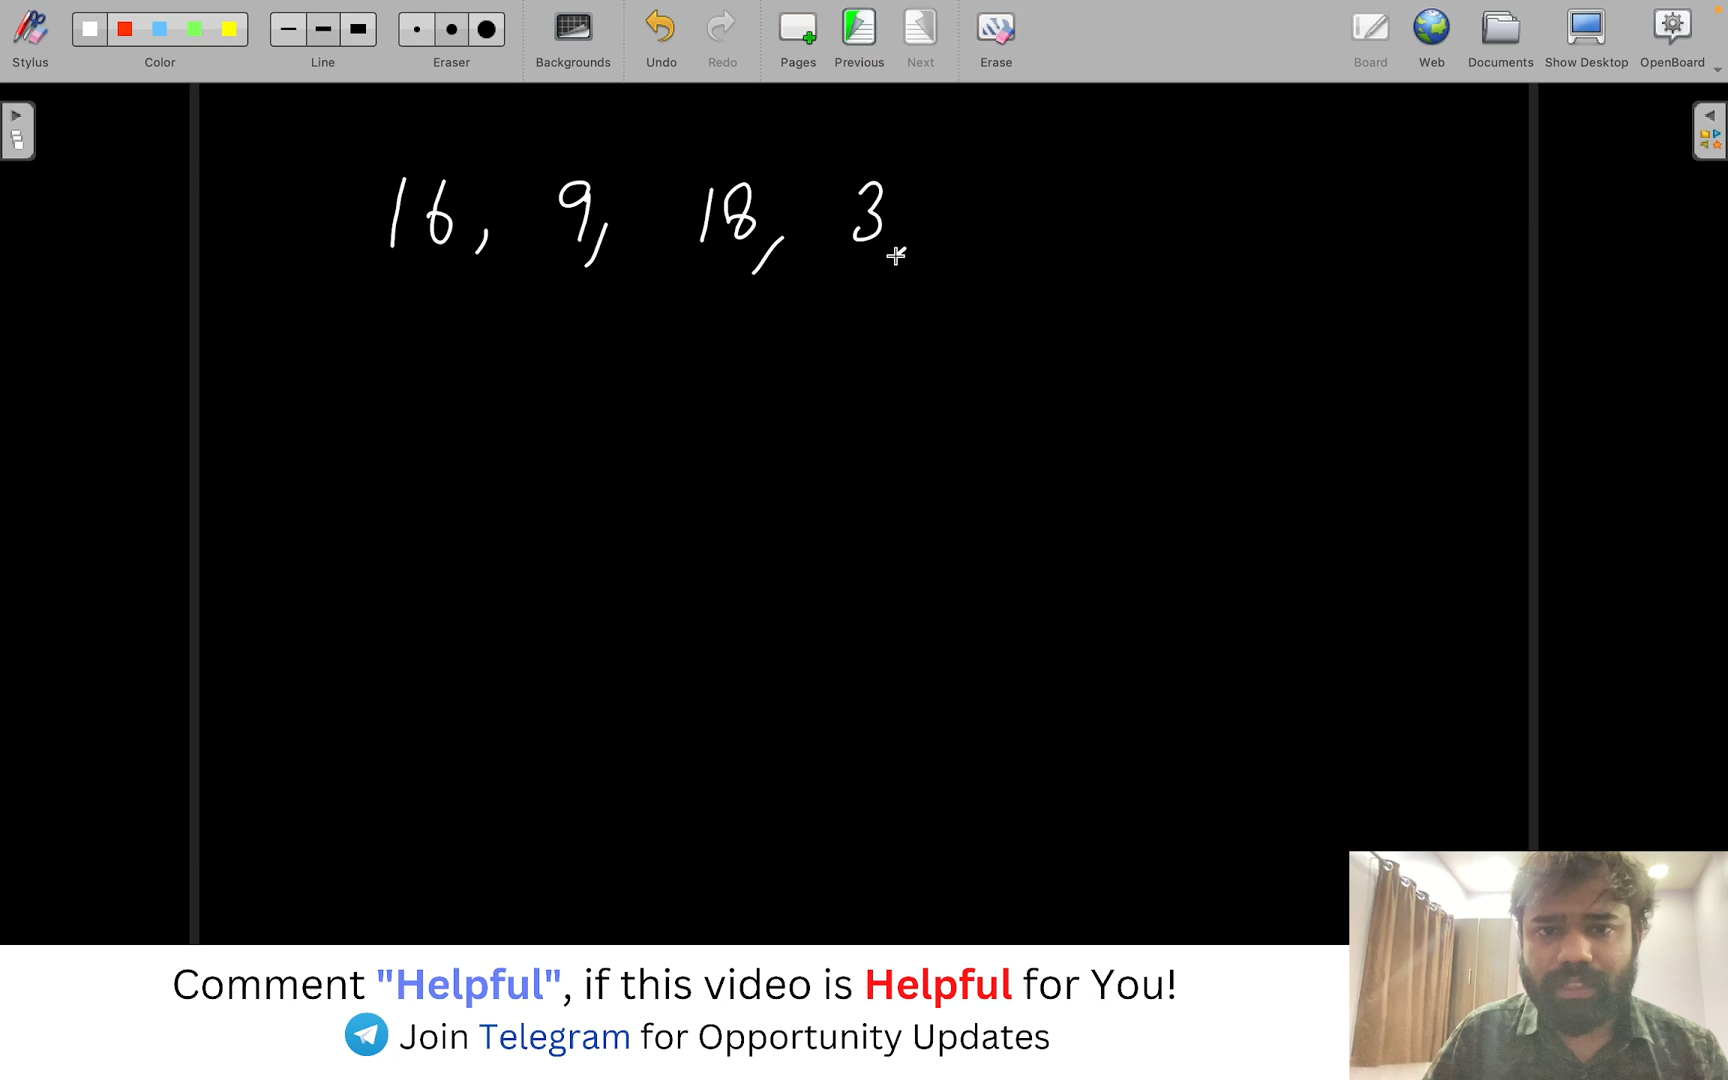 Stylus Color Line Eraser Backgrounds Undo Redo Pages Previous Next Erase Board Web Documents Show Desktop OpenBoard
16, 9, 18, 3
Comment "Helpful", if this video is Helpful for You!
Join Telegram for Opportunity Updates